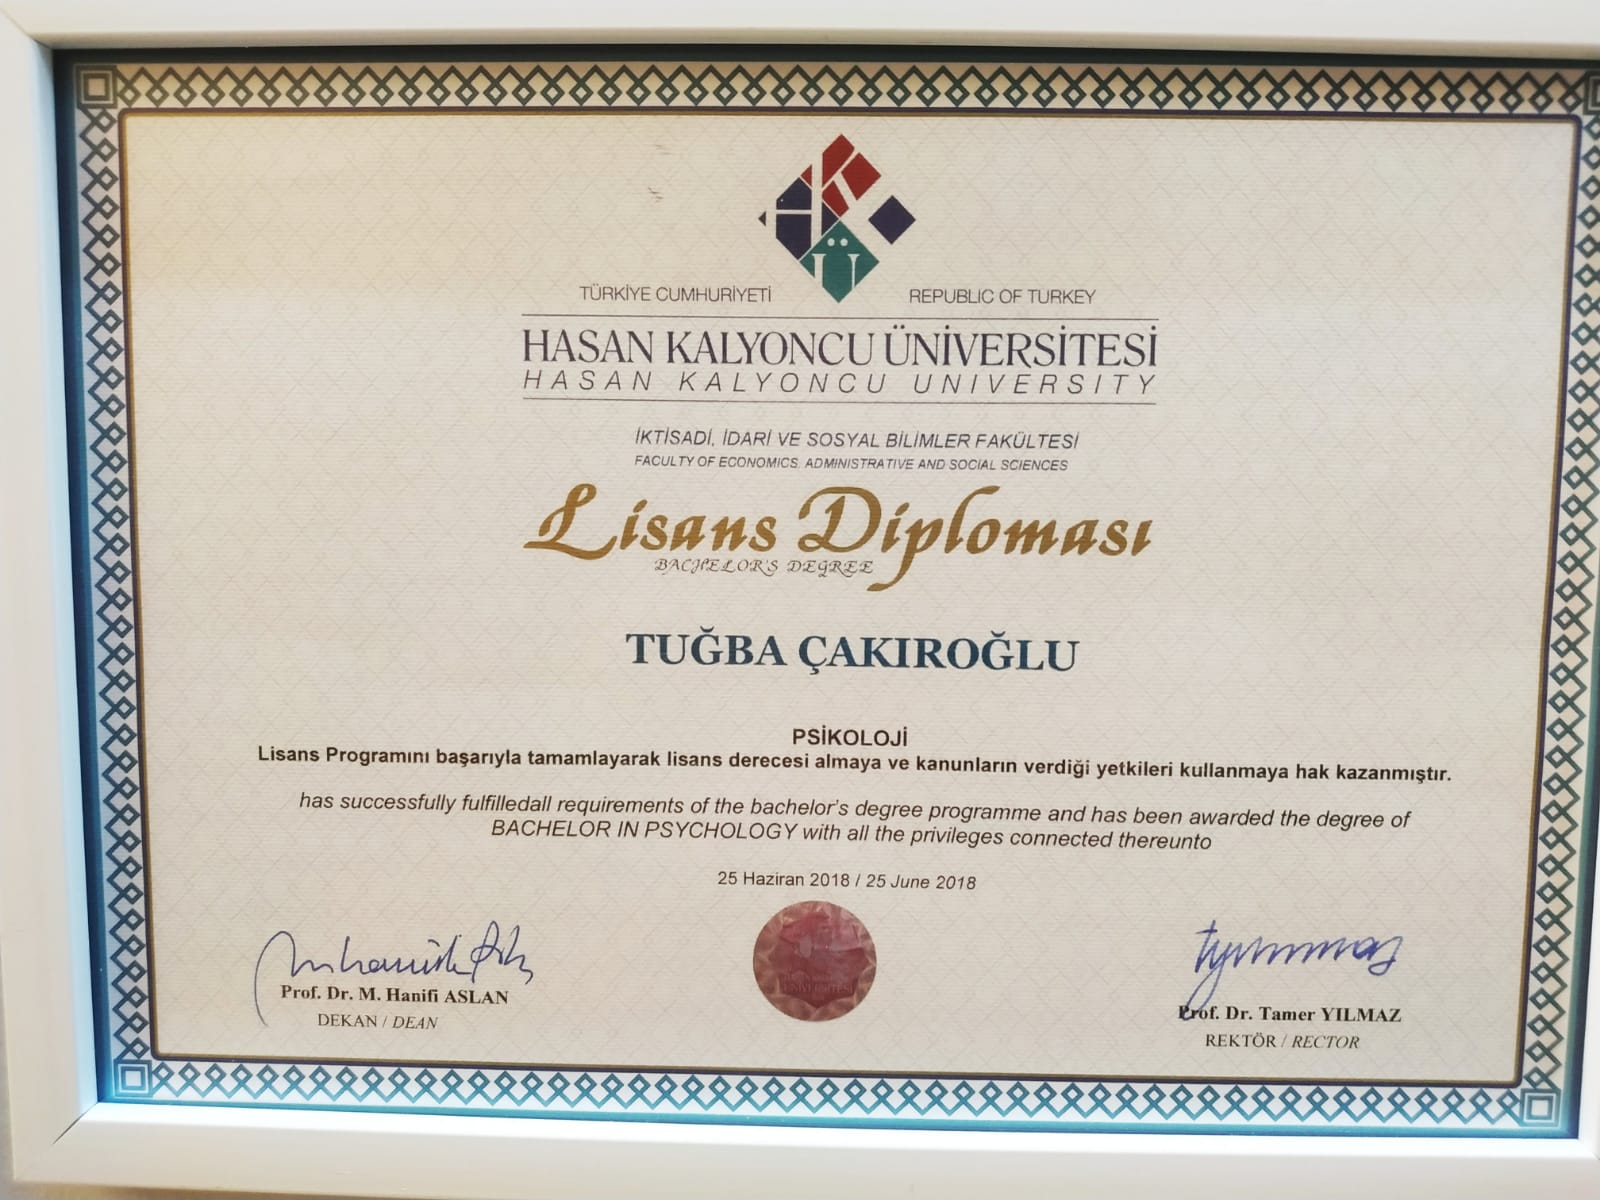 TÜRKİYE CUMHURİYETİ REPUBLIC OF TURKEY
HASAN KALYONCU ÜNİVERSİTESİ
HASAN KALYONCU UNIVERSITY
İKTİSADİ, İDARİ VE SOSYAL BİLİMLER FAKÜLTESİ
FACULTY OF ECONOMICS, ADMINISTRATIVE AND SOCIAL SCIENCES
Lisans Diploması
BACHELOR'S DEGREE
TUĞBA ÇAKIROĞLU
PSİKOLOJİ
Lisans Programını başarıyla tamamlayarak lisans derecesi almaya ve kanunların verdiği yetkileri kullanmaya hak kazanmıştır.
has successfully fulfilledall requirements of the bachelor's degree programme and has been awarded the degree of
BACHELOR IN PSYCHOLOGY with all the privileges connected thereunto
25 Haziran 2018 / 25 June 2018
Prof. Dr. M. Hanifi ASLAN
DEKAN / DEAN
ÜNİVERSİTESİ
Prof. Dr. Tamer YILMAZ
REKTÖR / RECTOR